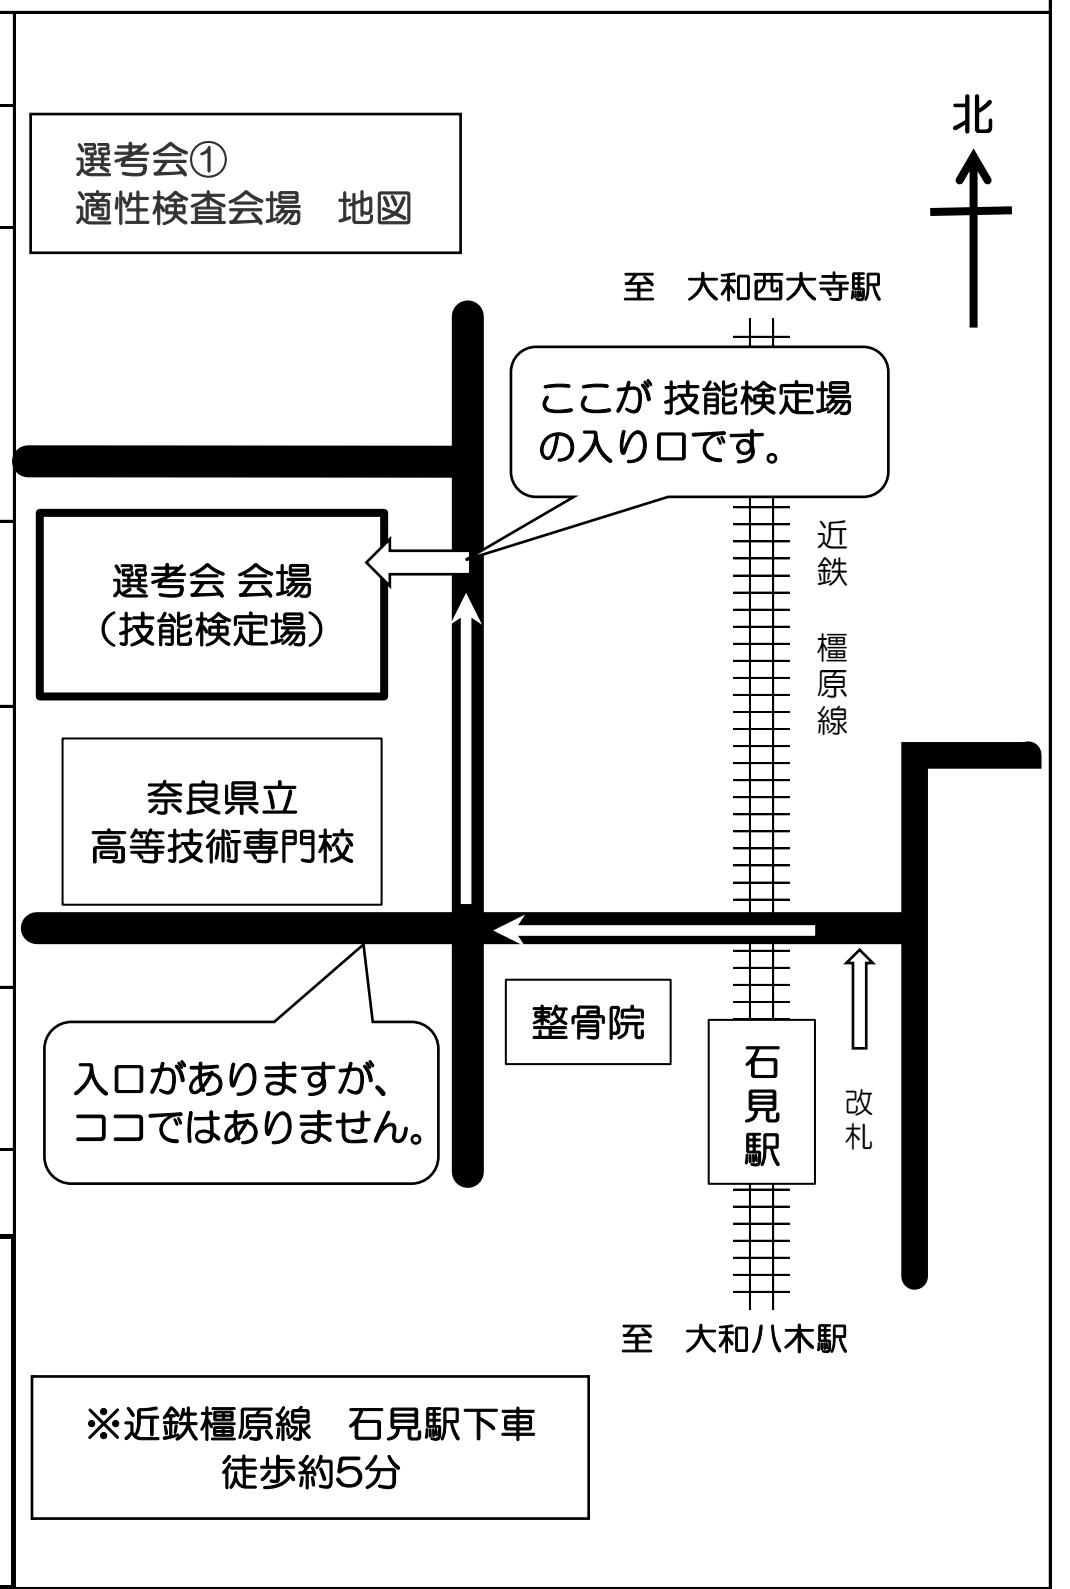 選考会①
適性検査会場　地図
北
至　大和西大寺駅
ここが 技能検定場
の入り口です。
近鉄　橿原線
選考会 会場
（技能検定場）
奈良県立
高等技術専門校
整骨院
石見駅
改札
入口がありますが、
ココではありません。
至　大和八木駅
※近鉄橿原線　石見駅下車
徒歩約5分